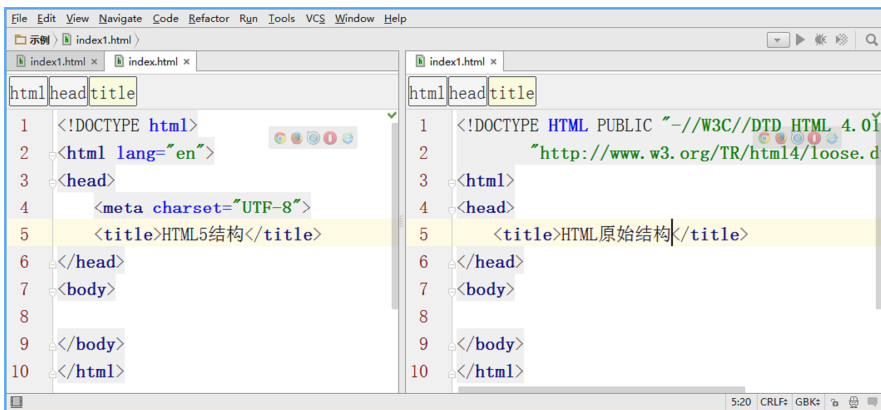 File Edit View Navigate Code Refactor Run Tools VCS Window Help
示例 index1.html
index1.html × index.html ×
html head title
1 <!DOCTYPE html>
2 <html lang="en">
3 <head>
4 <meta charset="UTF-8">
5 <title>HTML5结构</title>
6 </head>
7 <body>
8
9 </body>
10 </html>
index1.html ×
html head title
1 <!DOCTYPE HTML PUBLIC "-//W3C//DTD HTML 4.01
2 "http://www.w3.org/TR/html4/loose.d
3 <html>
4 <head>
5 <title>HTML原始结构</title>
6 </head>
7 <body>
8
9 </body>
10 </html>
5:20 CRLF÷ GBK÷